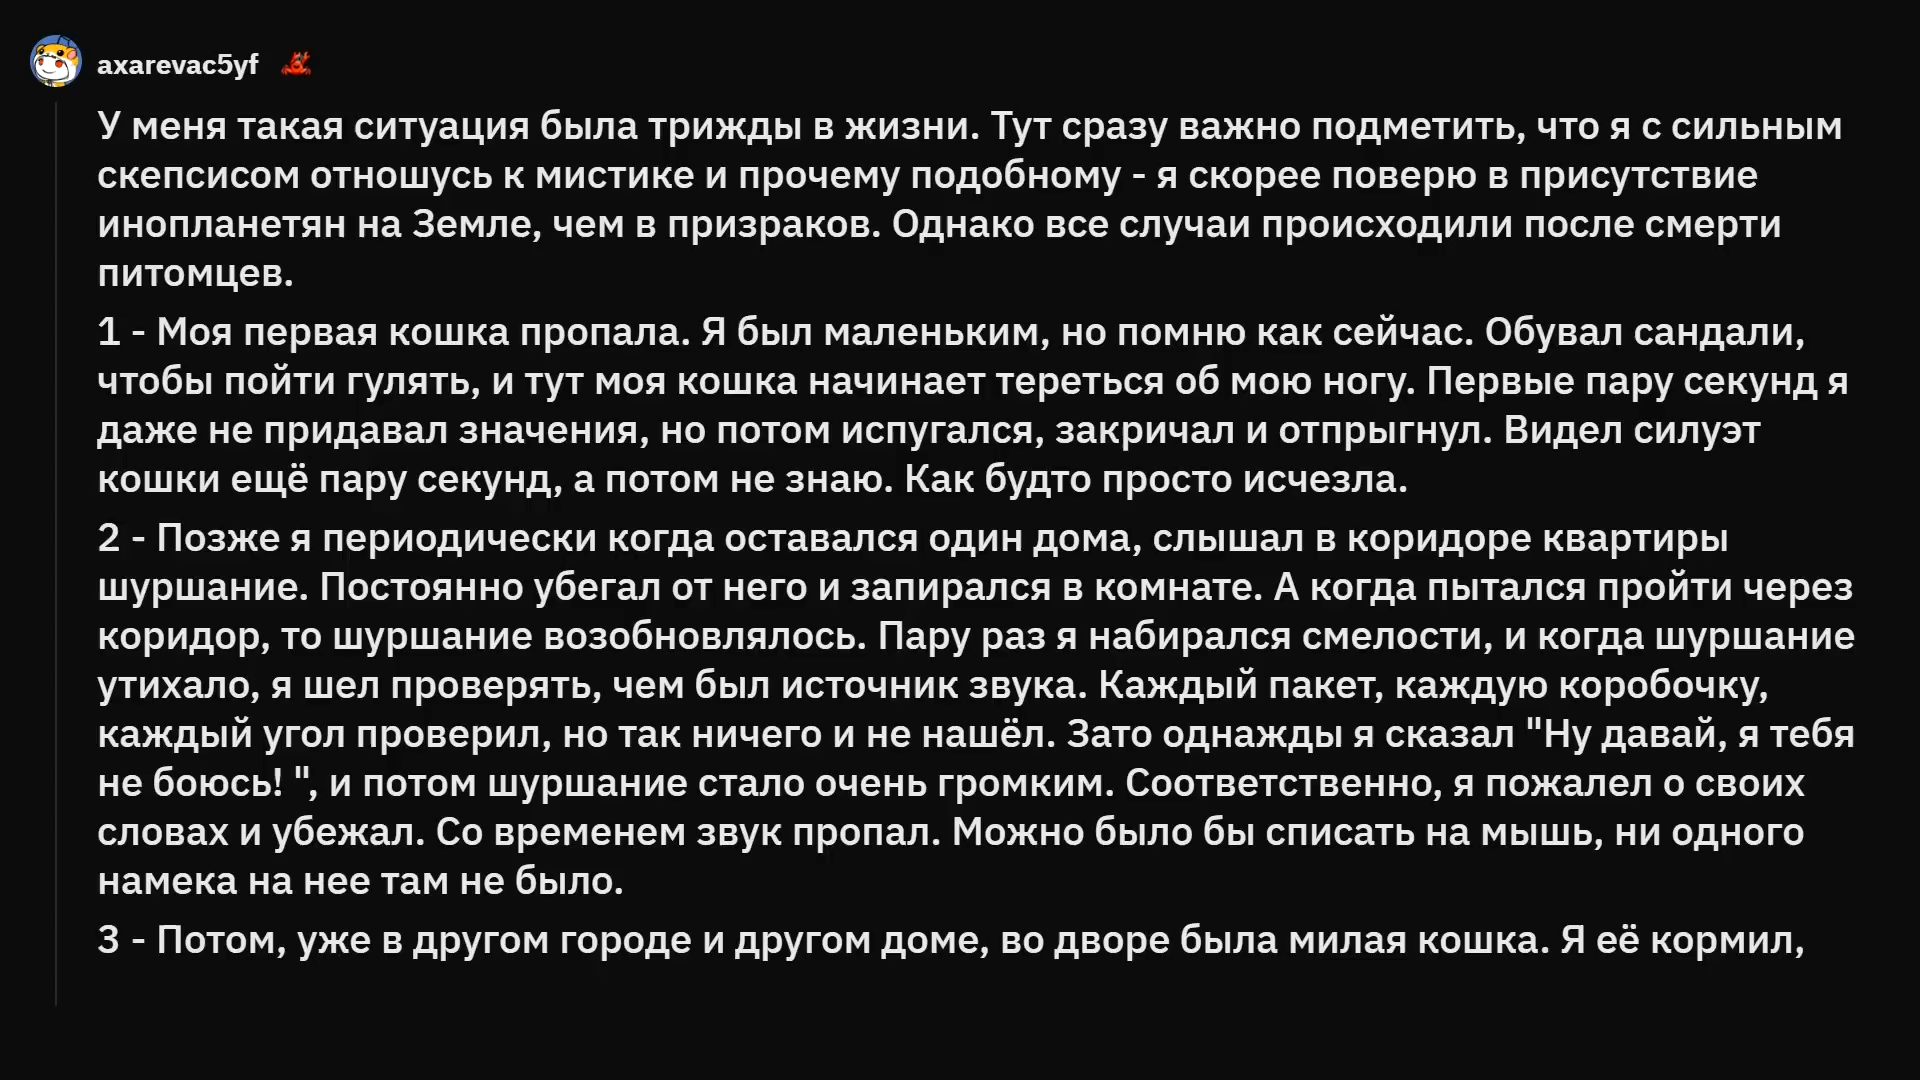 axarevac5yf
У меня такая ситуация была трижды в жизни. Тут сразу важно подметить, что я с сильным
скепсисом отношусь к мистике и прочему подобному - я скорее поверю в присутствие
инопланетян на Земле, чем в призраков. Однако все случаи происходили после смерти
питомцев.
1 - Моя первая кошка пропала. Я был маленьким, но помню как сейчас. Обувал сандали,
чтобы пойти гулять, и тут моя кошка начинает тереться об мою ногу. Первые пару секунд я
даже не придавал значения, но потом испугался, закричал и отпрыгнул. Видел силуэт
кошки ещё пару секунд, а потом не знаю. Как будто просто исчезла.
2 - Позже я периодически когда оставался один дома, слышал в коридоре квартиры
шуршание. Постоянно убегал от него и запирался в комнате. А когда пытался пройти через
коридор, то шуршание возобновлялось. Пару раз я набирался смелости, и когда шуршание
утихало, я шел проверять, чем был источник звука. Каждый пакет, каждую коробочку,
каждый угол проверил, но так ничего и не нашёл. Зато однажды я сказал "Ну давай, я тебя
не боюсь! ", и потом шуршание стало очень громким. Соответственно, я пожалел о своих
словах и убежал. Со временем звук пропал. Можно было бы списать на мышь, ни одного
намека на нее там не было.
3 - Потом, уже в другом городе и другом доме, во дворе была милая кошка. Я её кормил,